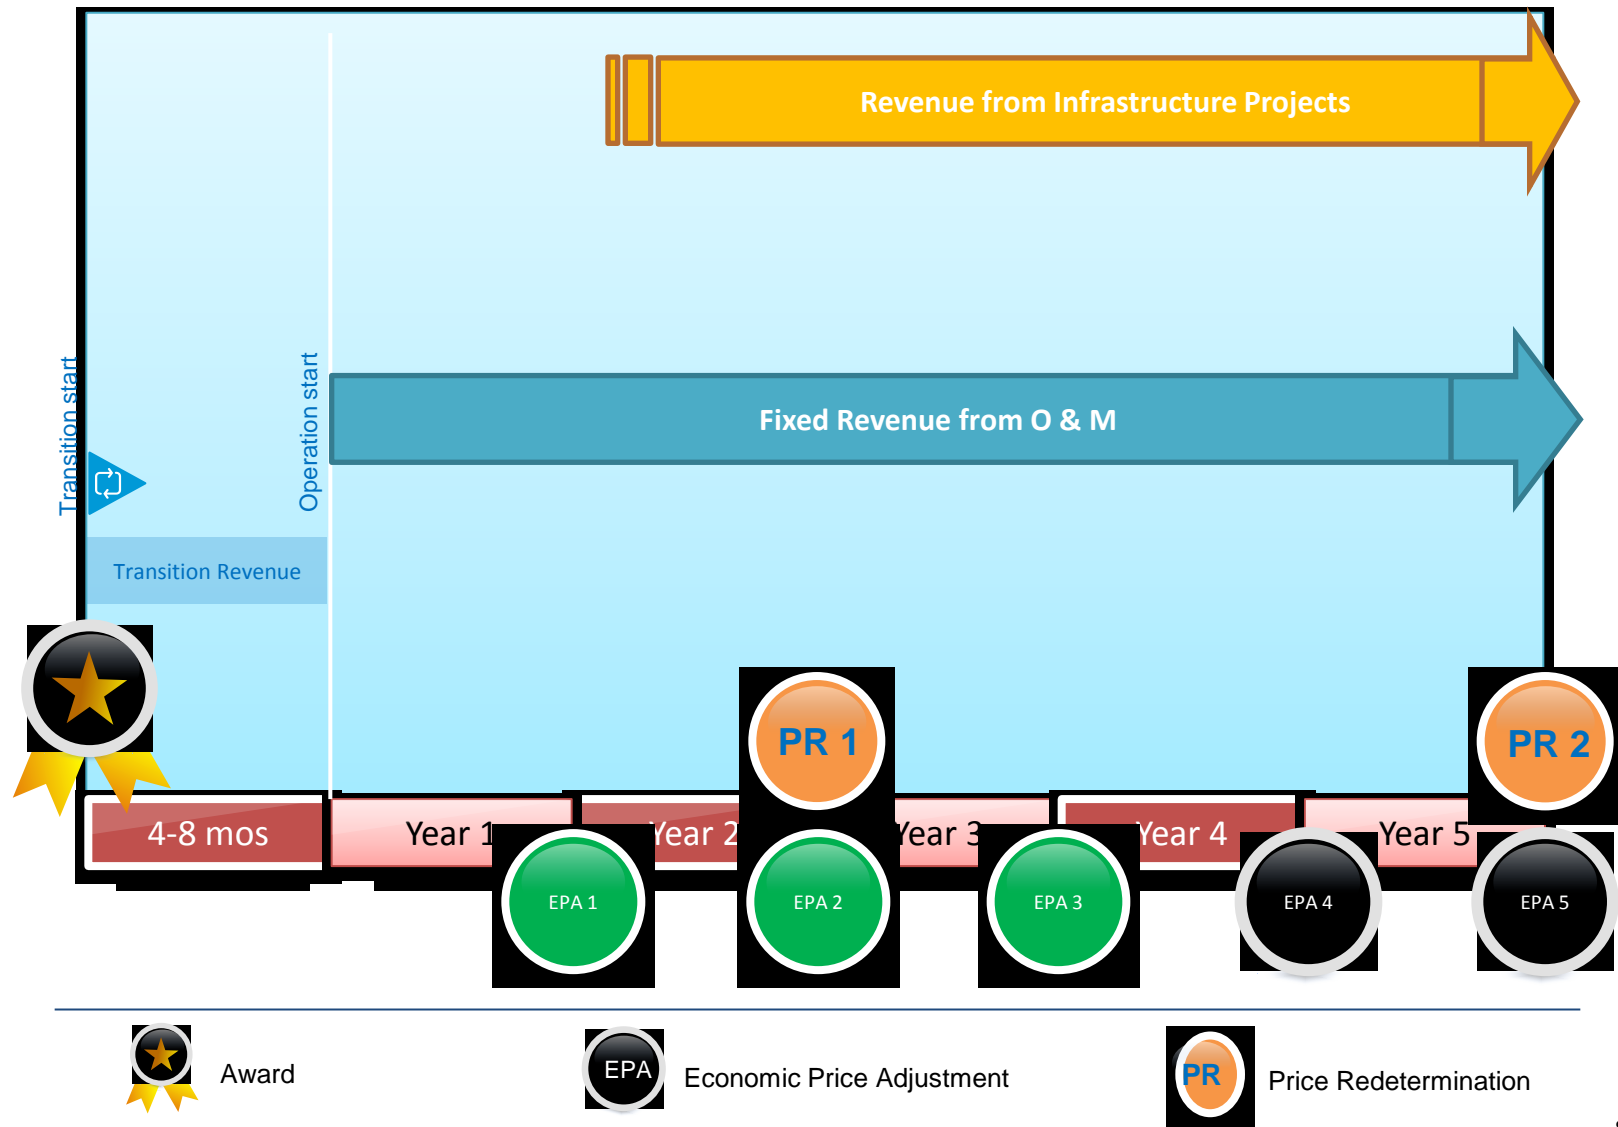 Revenue from Infrastructure Projects
Transition start
Operation start
Fixed Revenue from O & M
Transition Revenue
PR 1
PR 2
4-8 mos
Year 1
Year 2
Year 3
Year 4
Year 5
EPA 1
EPA 2
EPA 3
EPA 4
EPA 5
Award
EPA
Economic Price Adjustment
PR
Price Redetermination